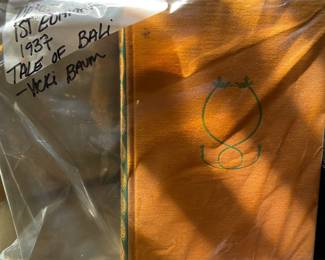 1ST EDITION
1937
TALE OF BALI
-VICKI BAUM